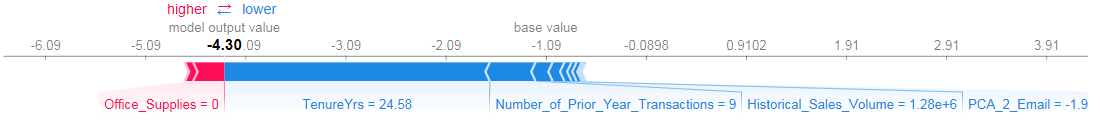 higher lower
model output value base value
-6.09 -5.09 -4.30 .09 -3.09 -2.09 -1.09 -0.0898 0.9102 1.91 2.91 3.91
Office_Supplies = 0 TenureYrs = 24.58 Number_of_Prior_Year_Transactions = 9 Historical_Sales_Volume = 1.28e+6 PCA_2_Email = -1.9